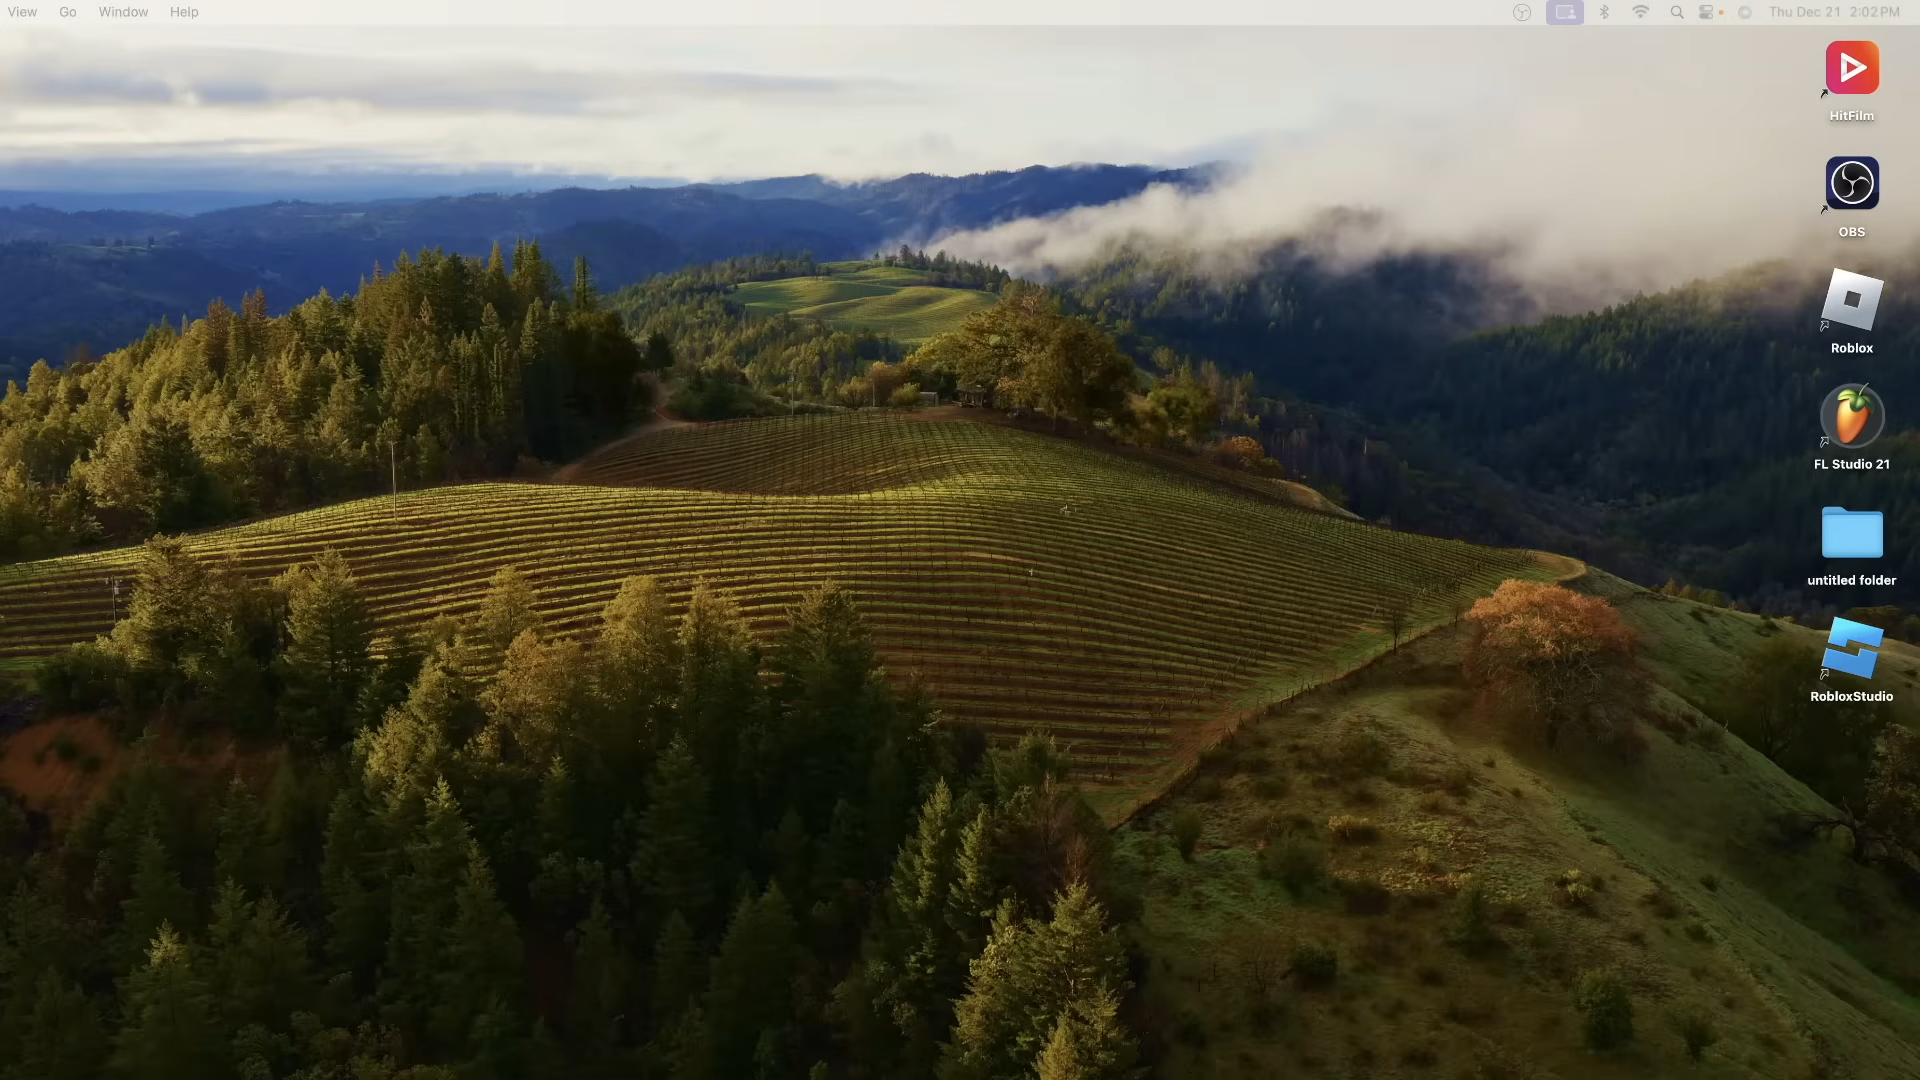 View Go Window Help Thu Dec 21 2:02 PM
HitFilm
OBS
Roblox
FL Studio 21
untitled folder
RobloxStudio